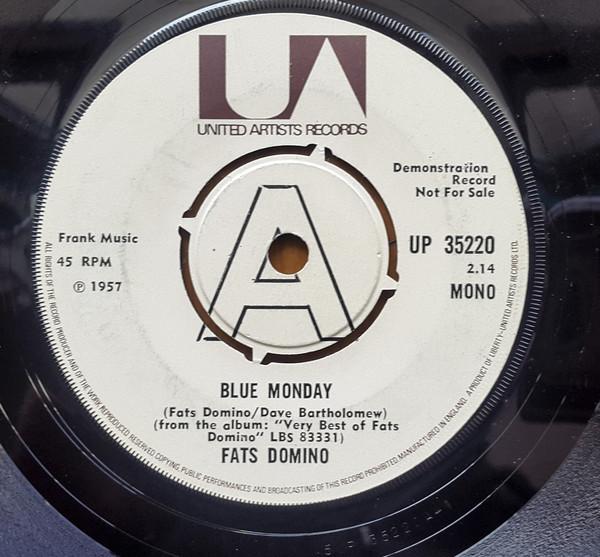 UA
UNITED ARTISTS RECORDS
Demonstration
Record
Not For Sale
Frank Music
45 RPM
℗ 1957
A
UP 35220
2.14
MONO
BLUE MONDAY
(Fats Domino/Dave Bartholomew)
(from the album: "Very Best of Fats
Domino" LBS 83331)
FATS DOMINO
ALL RIGHTS OF THE RECORD PRODUCER AND OF THE OWNER OF THE WORK REPRODUCED RESERVED COPYING, PUBLIC PERFORMANCES AND BROADCASTING OF THIS RECORD PROHIBITED MANUFACTURED IN ENGLAND. A PRODUCT OF LIBERTY-UNITED ARTISTS RECORDS LTD.